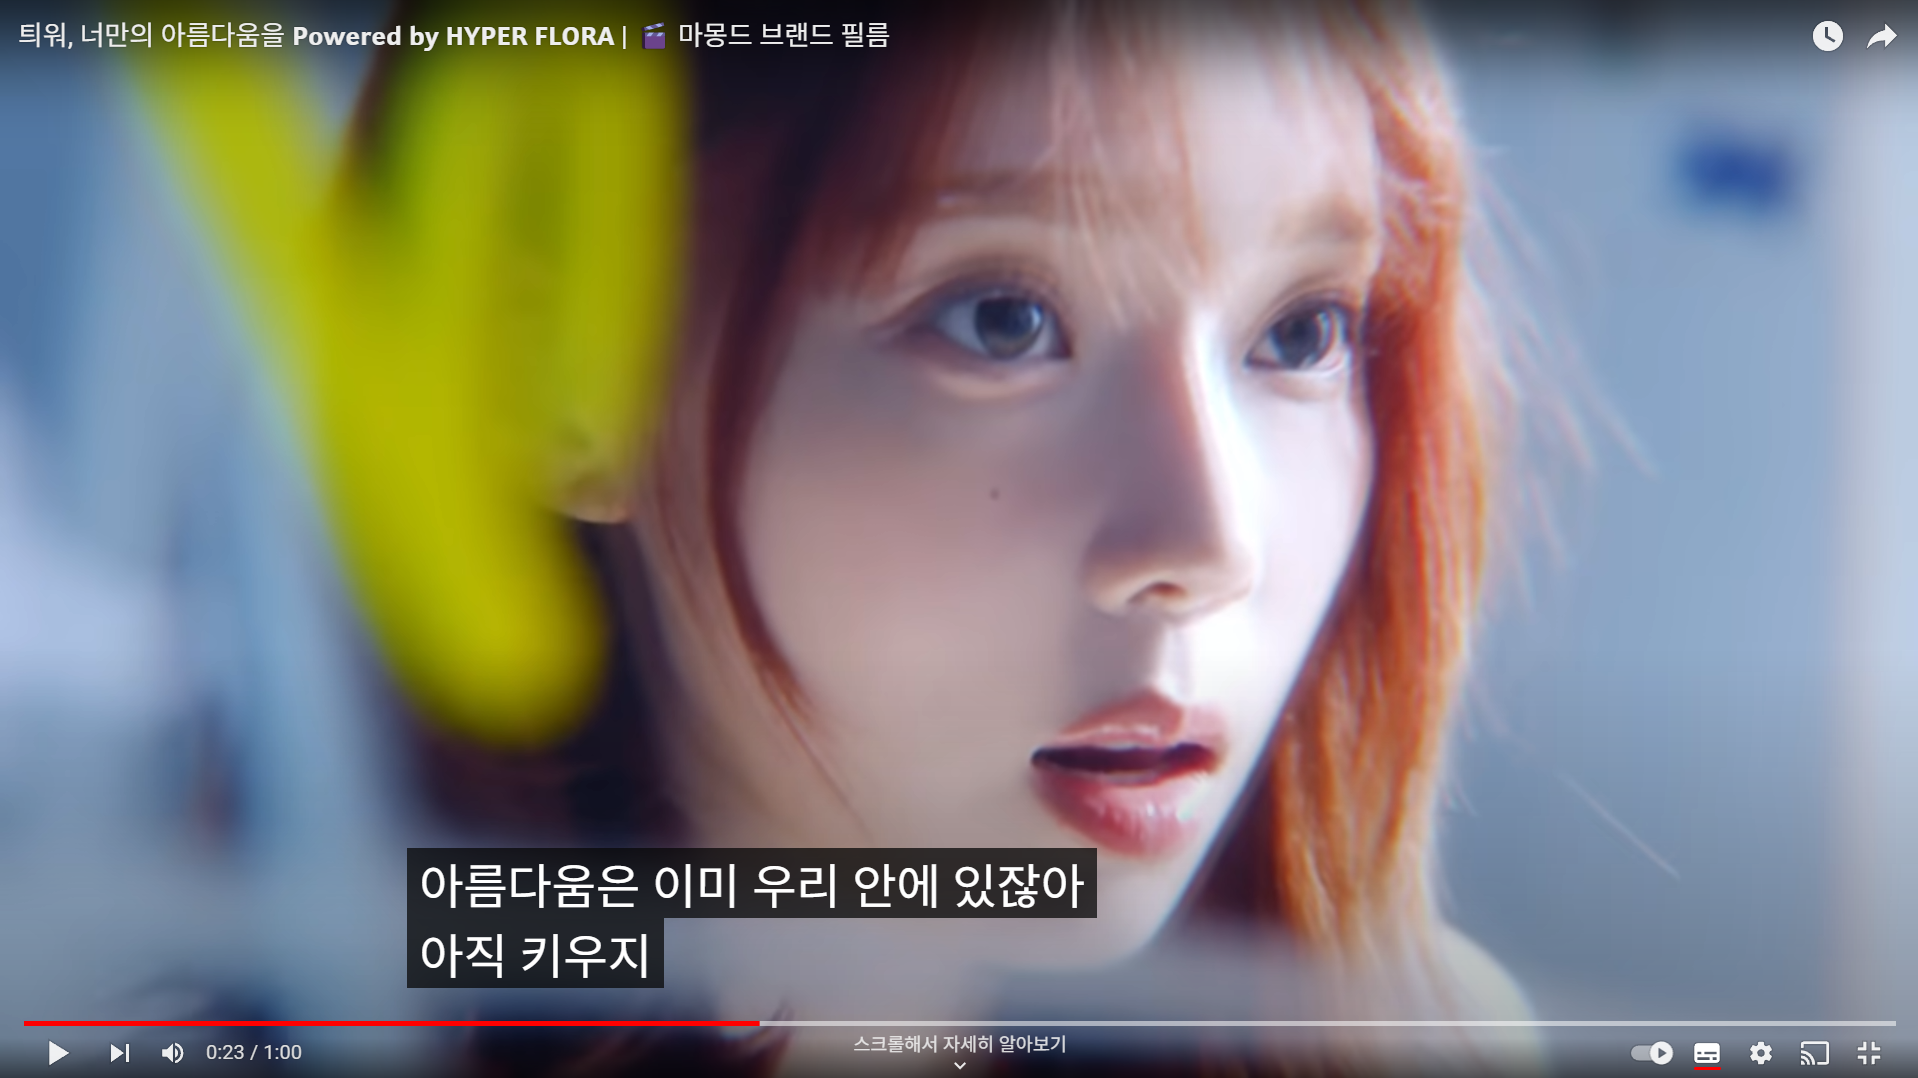 틔워, 너만의 아름다움을 Powered by HYPER FLORA | 🎬 마몽드 브랜드 필름
아름다움은 이미 우리 안에 있잖아
아직 키우지
0:23 / 1:00
스크롤해서 자세히 알아보기